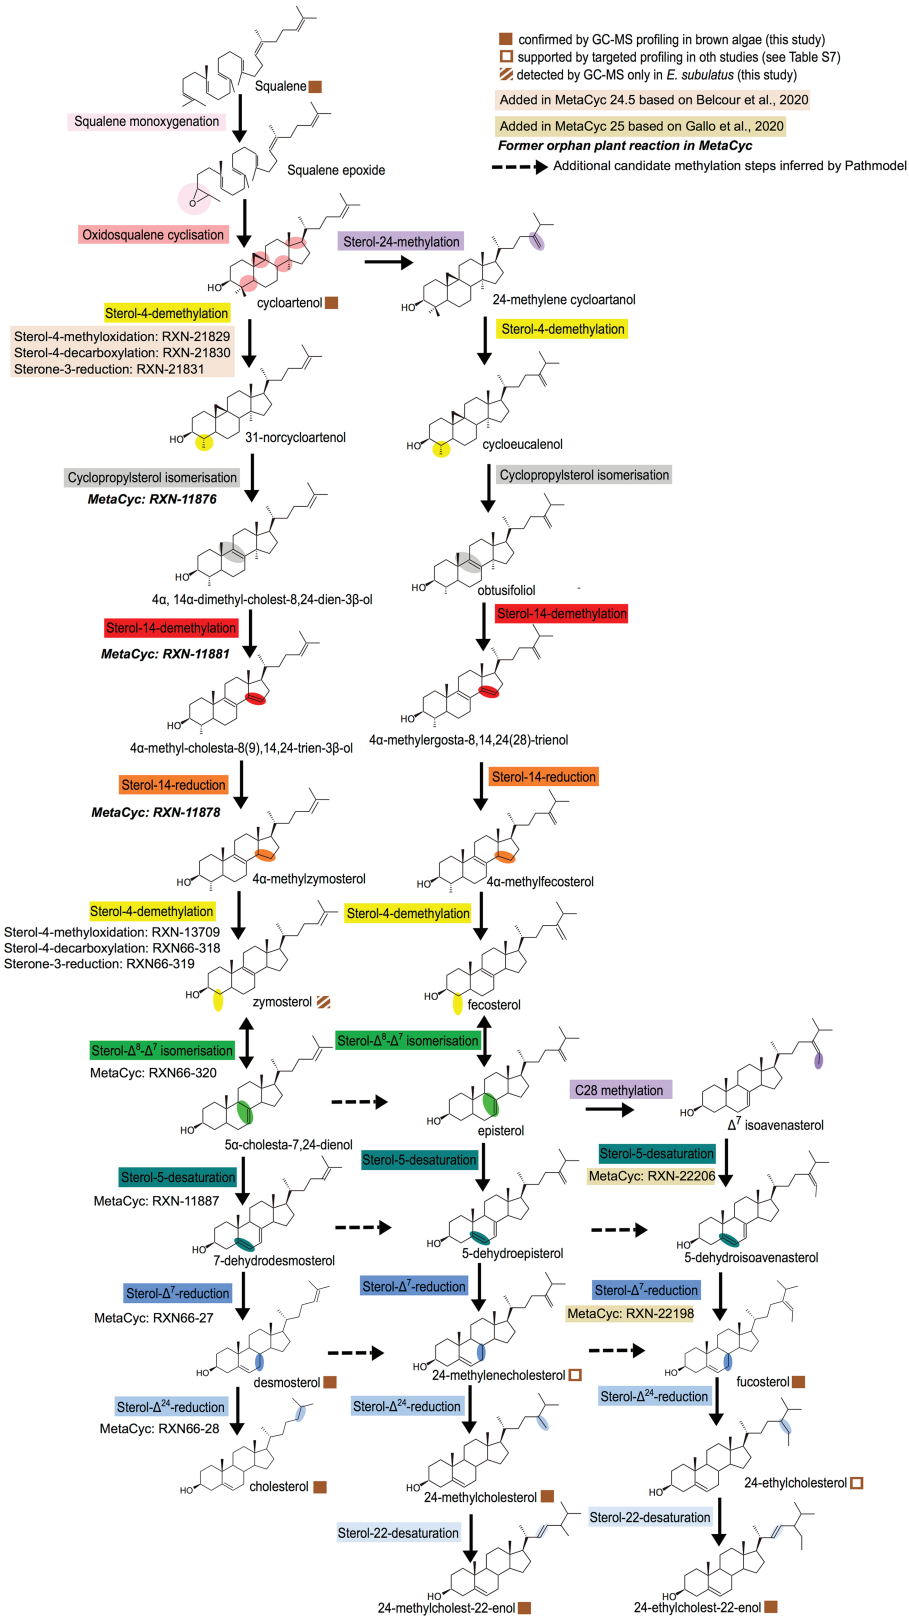 confirmed by GC-MS profiling in brown algae (this study)
supported by targeted profiling in oth studies (see Table S7)
detected by GC-MS only in E. subulatus (this study)
Added in MetaCyc 24.5 based on Belcour et al., 2020
Added in MetaCyc 25 based on Gallo et al., 2020
Former orphan plant reaction in MetaCyc
Additional candidate methylation steps inferred by Pathmodel
Squalene
Squalene monoxygenation
Squalene epoxide
O
Oxidosqualene cyclisation
Sterol-24-methylation
HO
cycloartenol
HO
24-methylene cycloartanol
Sterol-4-demethylation
Sterol-4-demethylation
Sterol-4-methyloxidation: RXN-21829
Sterol-4-decarboxylation: RXN-21830
Sterone-3-reduction: RXN-21831
HO
31-norcycloartenol
HO
cycloeucalenol
Cyclopropylsterol isomerisation
Cyclopropylsterol isomerisation
MetaCyc: RXN-11876
HO
4α, 14α-dimethyl-cholest-8,24-dien-3β-ol
HO
obtusifoliol
-
Sterol-14-demethylation
Sterol-14-demethylation
MetaCyc: RXN-11881
HO
4α-methyl-cholesta-8(9),14,24-trien-3β-ol
HO
4α-methylergosta-8,14,24(28)-trienol
Sterol-14-reduction
Sterol-14-reduction
MetaCyc: RXN-11878
HO
4α-methylzymosterol
HO
4α-methylfecosterol
Sterol-4-demethylation
Sterol-4-demethylation
Sterol-4-methyloxidation: RXN-13709
Sterol-4-decarboxylation: RXN66-318
Sterone-3-reduction: RXN66-319
HO
zymosterol
HO
fecosterol
Sterol-Δ8-Δ7 isomerisation
Sterol-Δ8-Δ7 isomerisation
MetaCyc: RXN66-320
C28 methylation
HO
5α-cholesta-7,24-dienol
HO
episterol
HO
Δ7 isoavenasterol
Sterol-5-desaturation
Sterol-5-desaturation
Sterol-5-desaturation
MetaCyc: RXN-11887
MetaCyc: RXN-22206
HO
7-dehydrodesmosterol
HO
5-dehydroepisterol
HO
5-dehydroisoavenasterol
Sterol-Δ7-reduction
Sterol-Δ7-reduction
Sterol-Δ7-reduction
MetaCyc: RXN66-27
MetaCyc: RXN-22198
HO
desmosterol
HO
24-methylenecholesterol
HO
fucosterol
Sterol-Δ24-reduction
Sterol-Δ24-reduction
Sterol-Δ24-reduction
MetaCyc: RXN66-28
HO
cholesterol
HO
24-methylcholesterol
HO
24-ethylcholesterol
Sterol-22-desaturation
Sterol-22-desaturation
HO
24-methylcholest-22-enol
HO
24-ethylcholest-22-enol